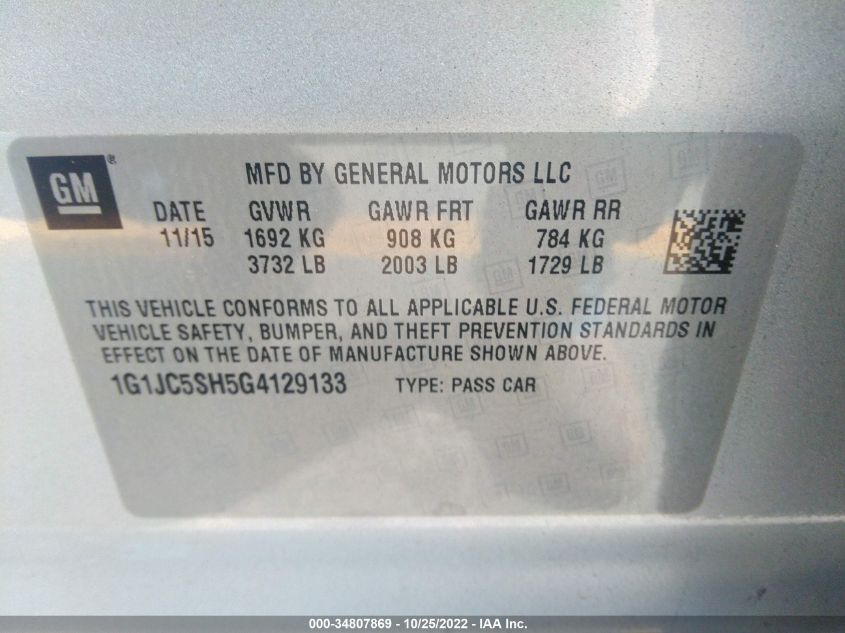 GM®
MFD BY GENERAL MOTORS LLC
DATE GVWR GAWR FRT GAWR RR
11/15 1692 KG 908 KG 784 KG
3732 LB 2003 LB 1729 LB
THIS VEHICLE CONFORMS TO ALL APPLICABLE U.S. FEDERAL MOTOR
VEHICLE SAFETY, BUMPER, AND THEFT PREVENTION STANDARDS IN
EFFECT ON THE DATE OF MANUFACTURE SHOWN ABOVE.
1G1JC5SH5G4129133 TYPE: PASS CAR
000-34807869 - 10/25/2022 - IAA Inc.